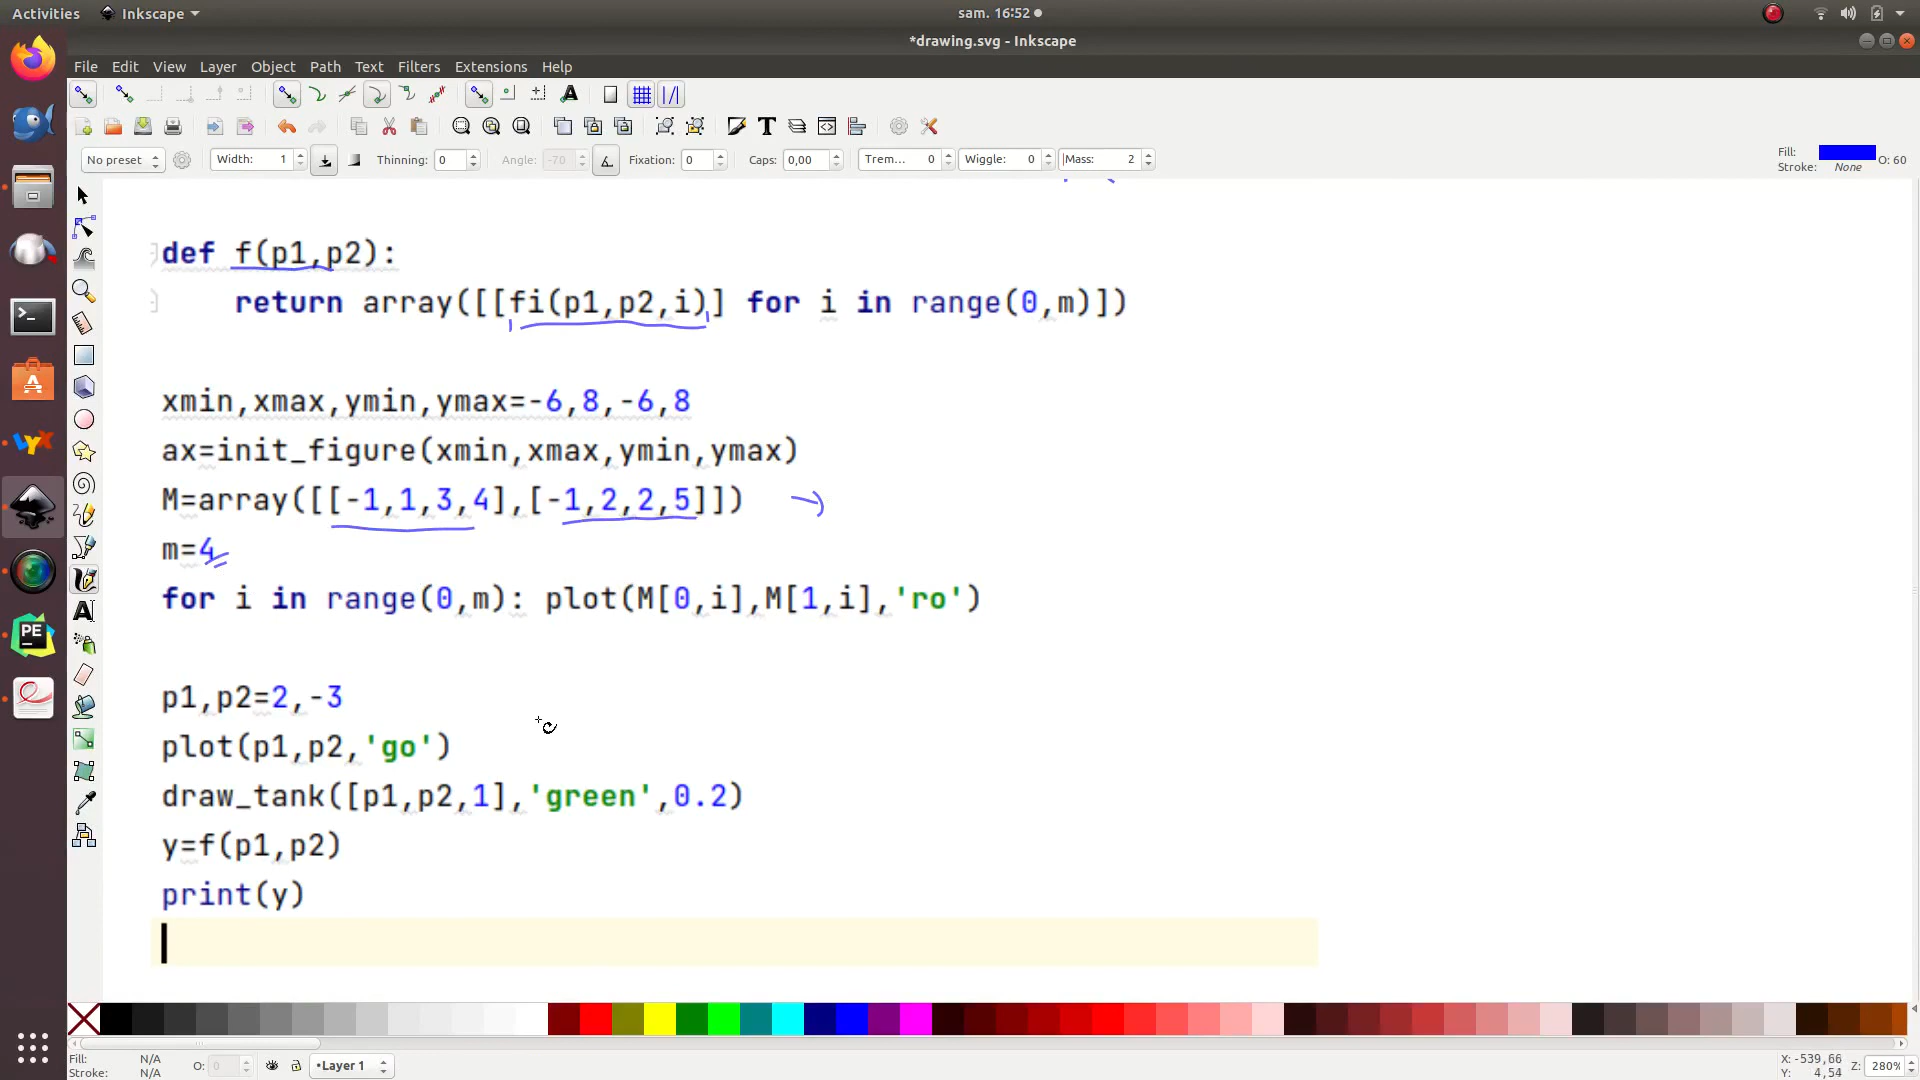 Activities Inkscape sam. 16:52
*drawing.svg - Inkscape
File Edit View Layer Object Path Text Filters Extensions Help
No preset Width: 1 Thinning: 0 Angle: -70 Fixation: 0 Caps: 0,00 Trem... 0 Wiggle: 0 Mass: 2 Fill: O: 60
Stroke: None
def f(p1,p2):
return array([[fi(p1,p2,i)] for i in range(0,m)])
xmin,xmax,ymin,ymax=-6,8,-6,8
ax=init_figure(xmin,xmax,ymin,ymax)
M=array([[-1,1,3,4],[-1,2,2,5]])
m=4
for i in range(0,m): plot(M[0,i],M[1,i],'ro')
p1,p2=2,-3
plot(p1,p2,'go')
draw_tank([p1,p2,1],'green',0.2)
y=f(p1,p2)
print(y)
Fill: N/A O: 0 •Layer 1 X: -539,66 Z: 280%
Stroke: N/A Y: 4,54